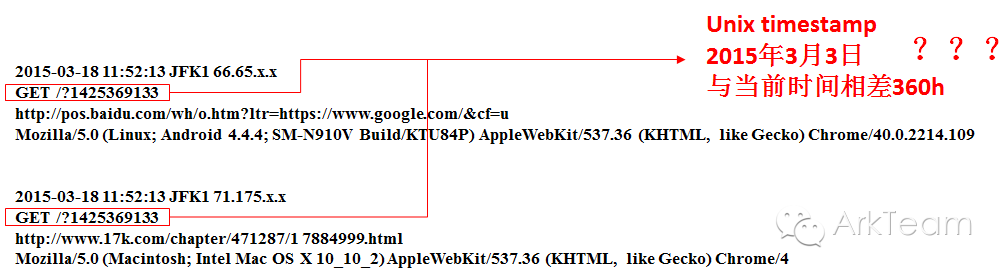 Unix timestamp
2015年3月3日
与当前时间相差360h
？？？
2015-03-18 11:52:13 JFK1 66.65.x.x
GET /?1425369133
http://pos.baidu.com/wh/o.htm?ltr=https://www.google.com/&cf=u
Mozilla/5.0 (Linux; Android 4.4.4; SM-N910V Build/KTU84P) AppleWebKit/537.36 (KHTML, like Gecko) Chrome/40.0.2214.109
2015-03-18 11:52:13 JFK1 71.175.x.x
GET /?1425369133
http://www.17k.com/chapter/471287/1 7884999.html
Mozilla/5.0 (Macintosh; Intel Mac OS X 10_10_2) AppleWebKit/537.36 (KHTML, like Gecko) Chrome/4
ArkTeam